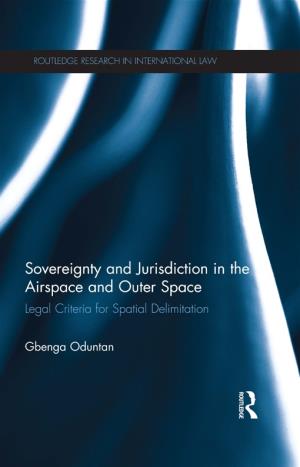 ROUTLEDGE RESEARCH IN INTERNATIONAL LAW
Sovereignty and Jurisdiction in the
Airspace and Outer Space
Legal Criteria for Spatial Delimitation
Gbenga Oduntan
ROUTLEDGE